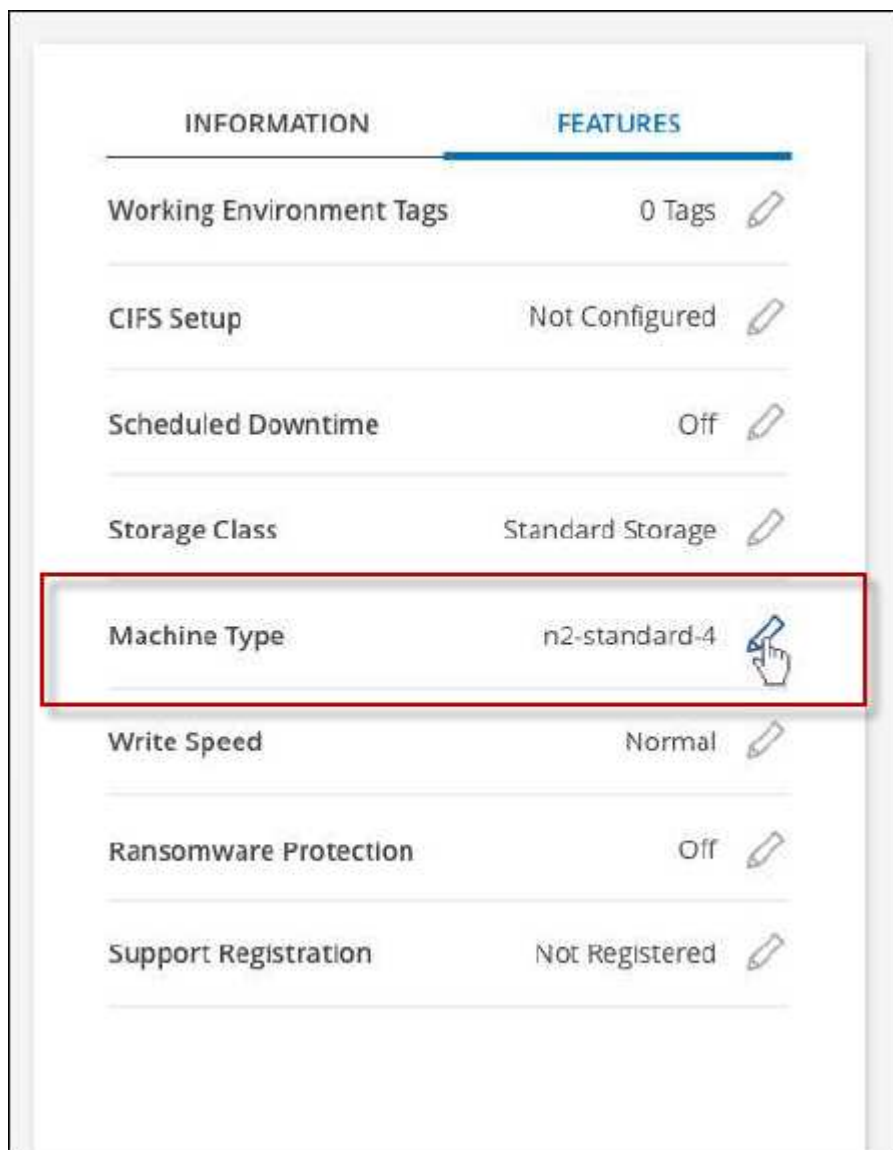 INFORMATION FEATURES
Working Environment Tags 0 Tags
CIFS Setup Not Configured
Scheduled Downtime Off
Storage Class Standard Storage
Machine Type n2-standard-4
Write Speed Normal
Ransomware Protection Off
Support Registration Not Registered